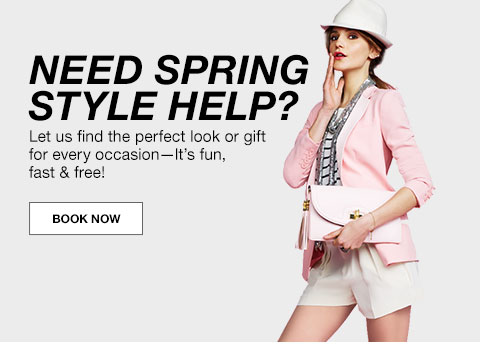 NEED SPRING
STYLE HELP?
Let us find the perfect look or gift
for every occasion—It's fun,
fast & free!
BOOK NOW